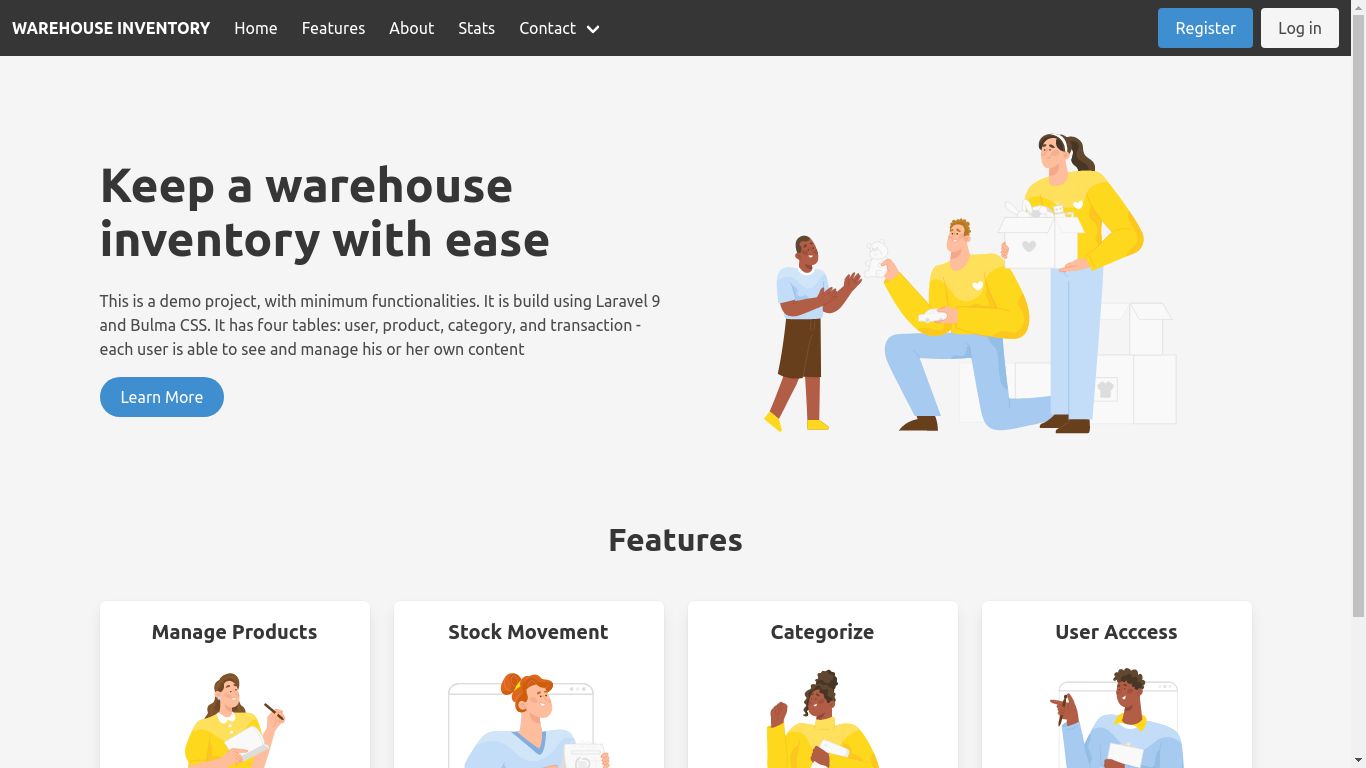 WAREHOUSE INVENTORY Home Features About Stats Contact Register Log in
Keep a warehouse
inventory with ease
This is a demo project, with minimum functionalities. It is build using Laravel 9
and Bulma CSS. It has four tables: user, product, category, and transaction -
each user is able to see and manage his or her own content
Learn More
Features
Manage Products
Stock Movement
Categorize
User Acccess